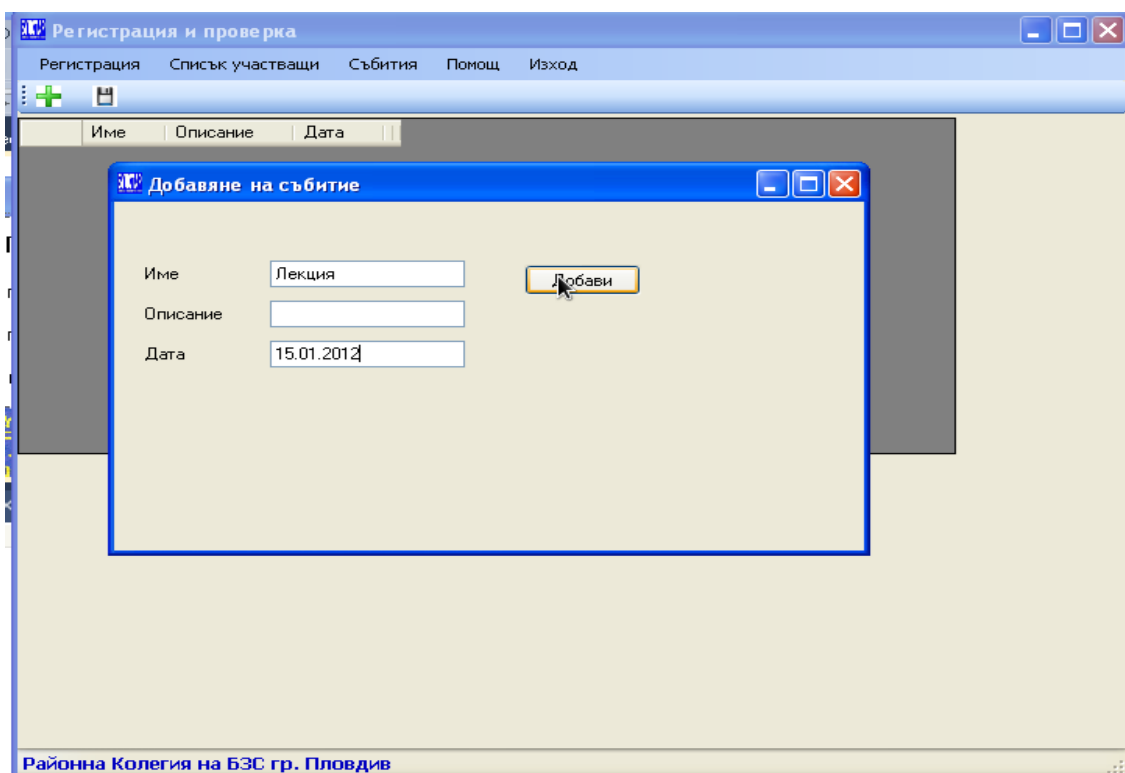 Регистрация и проверка
Регистрация Списък участващи Събития Помощ Изход
Име Описание Дата
Добавяне на събитие
Име Лекция Добави
Описание
Дата 15.01.2012
Районна Колегия на БЗС гр. Пловдив